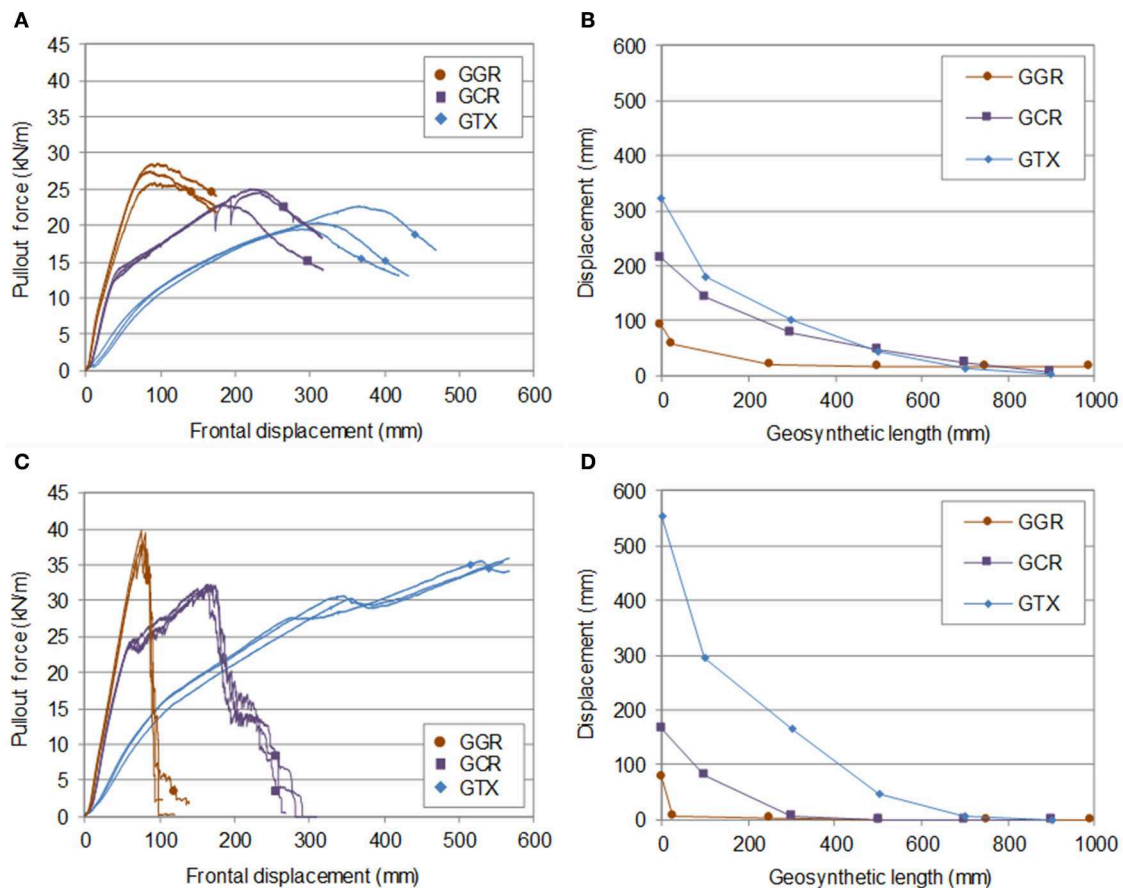 A
45
40
35
30
25
20
15
10
5
0
Pullout force (kN/m)
GGR
GCR
GTX
0 100 200 300 400 500 600
Frontal displacement (mm)
B
600
500
400
300
200
100
0
Displacement (mm)
GGR
GCR
GTX
0 200 400 600 800 1000
Geosynthetic length (mm)
C
45
40
35
30
25
20
15
10
5
0
Pullout force (kN/m)
GGR
GCR
GTX
0 100 200 300 400 500 600
Frontal displacement (mm)
D
600
500
400
300
200
100
0
Displacement (mm)
GGR
GCR
GTX
0 200 400 600 800 1000
Geosynthetic length (mm)